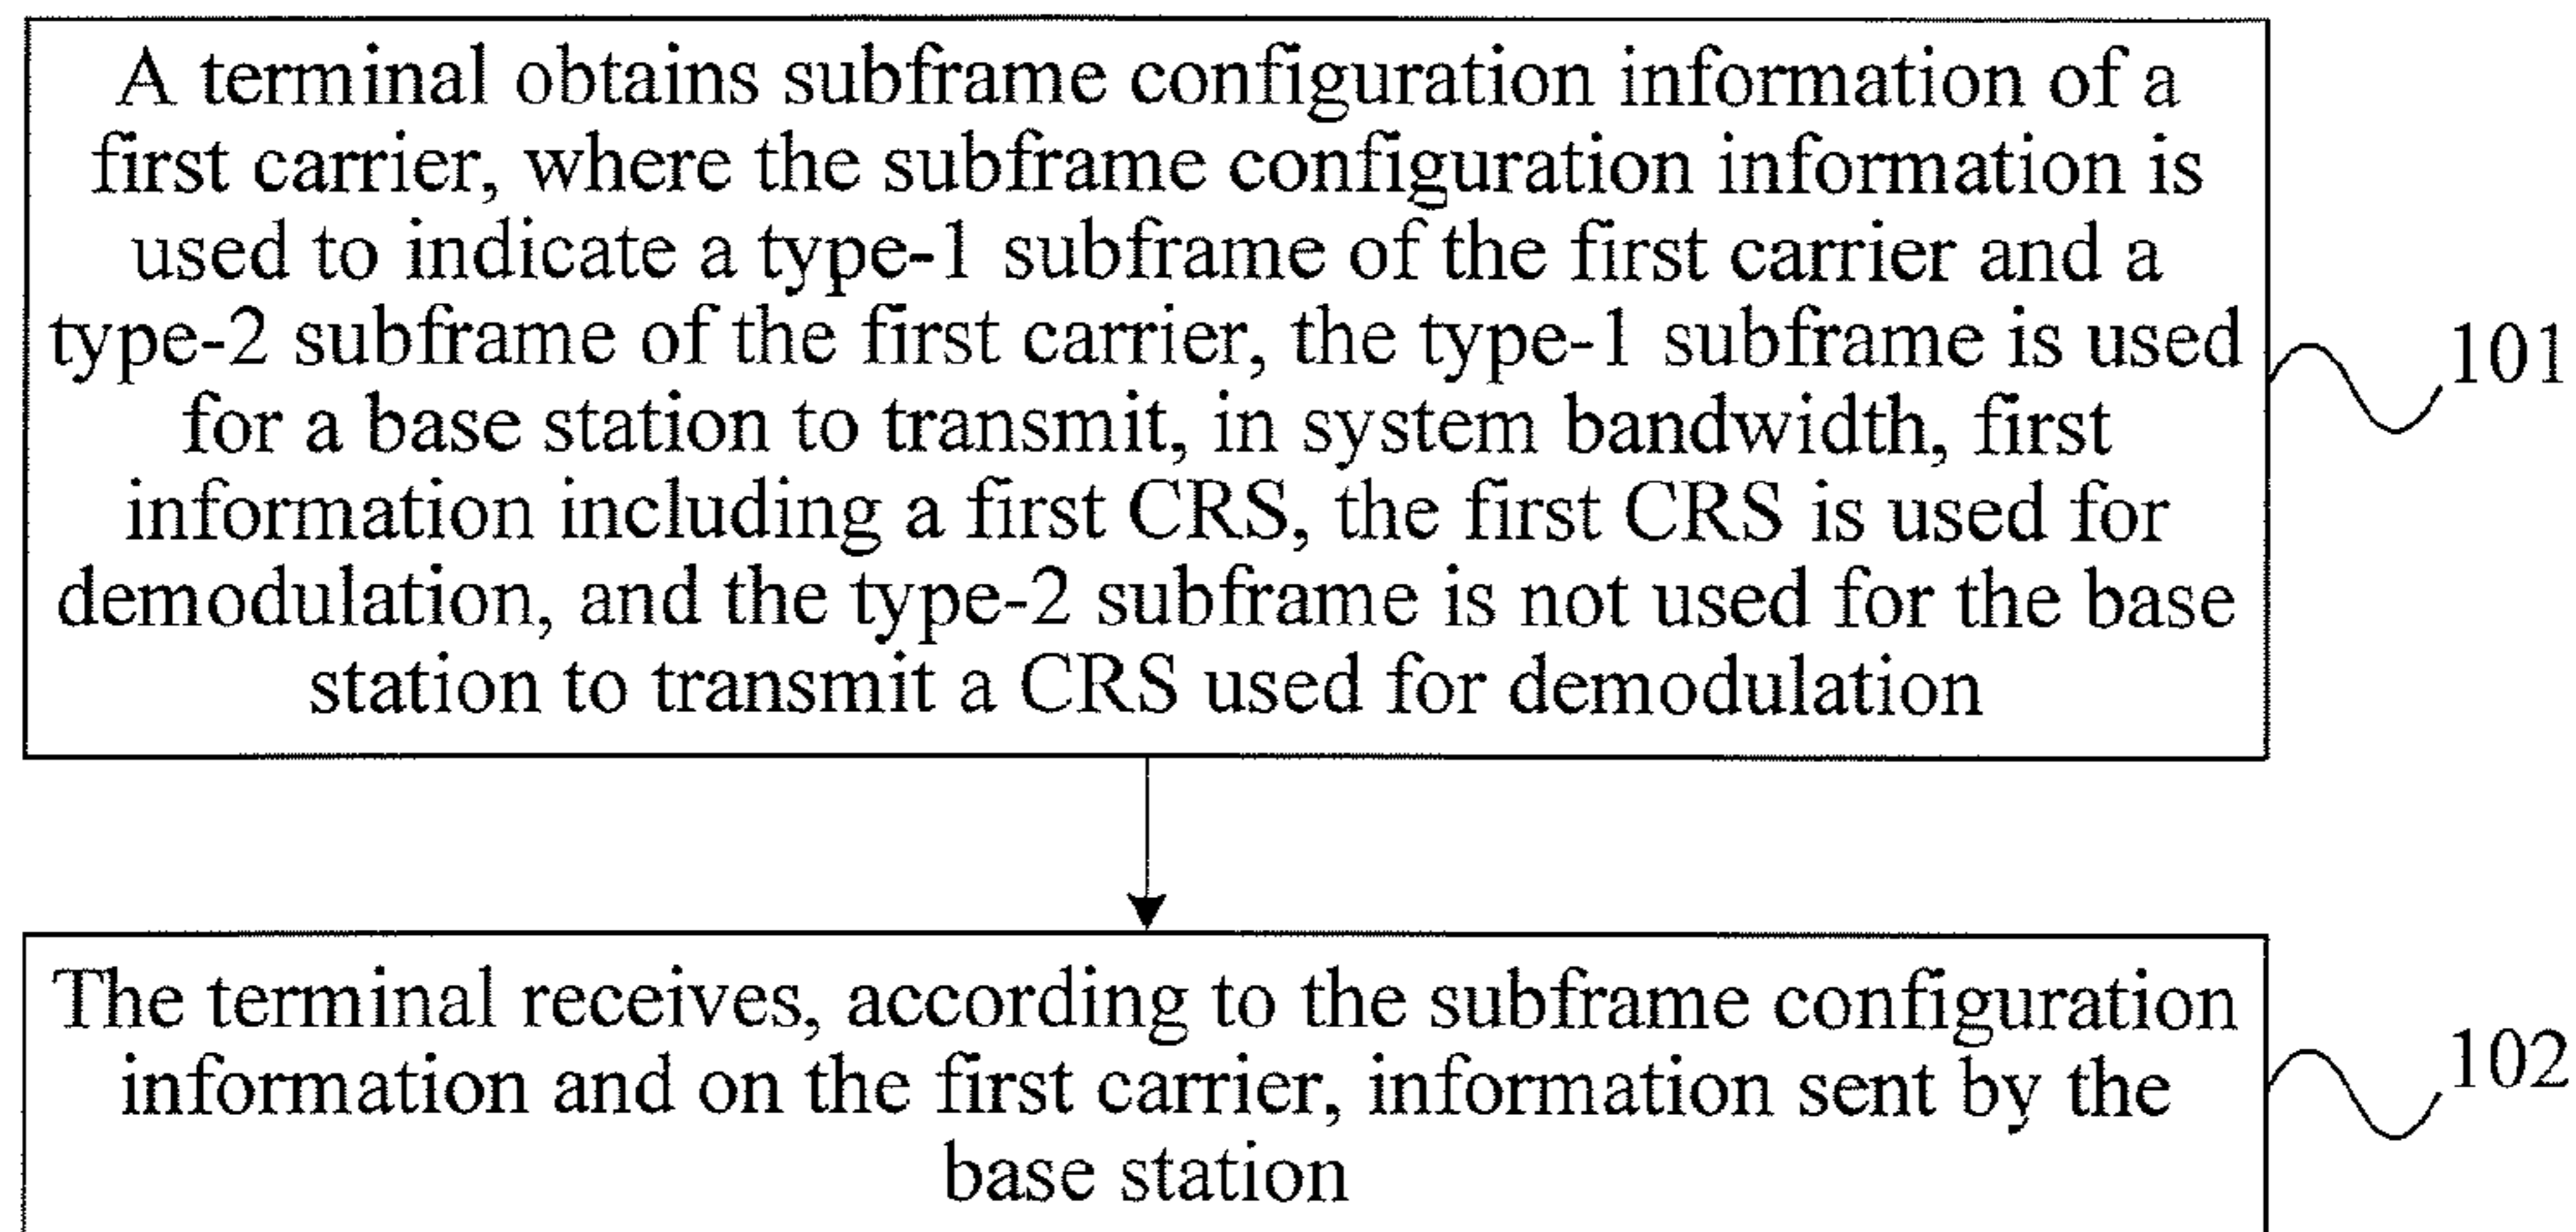 A terminal obtains subframe configuration information of a
first carrier, where the subframe configuration information is
used to indicate a type-1 subframe of the first carrier and a
type-2 subframe of the first carrier, the type-1 subframe is used
for a base station to transmit, in system bandwidth, first
information including a first CRS, the first CRS is used for
demodulation, and the type-2 subframe is not used for the base
station to transmit a CRS used for demodulation
101
The terminal receives, according to the subframe configuration
information and on the first carrier, information sent by the
base station
102